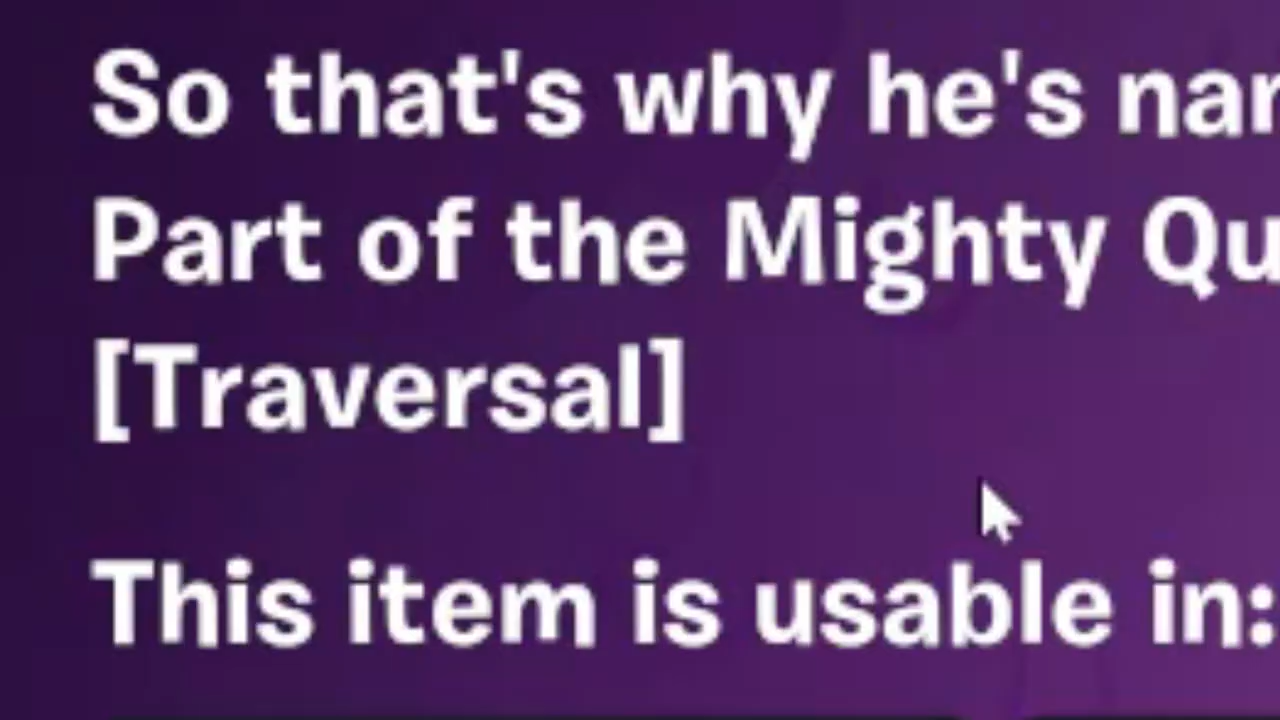 So that's why he's nar
Part of the Mighty Qu
[Traversal]
This item is usable in: